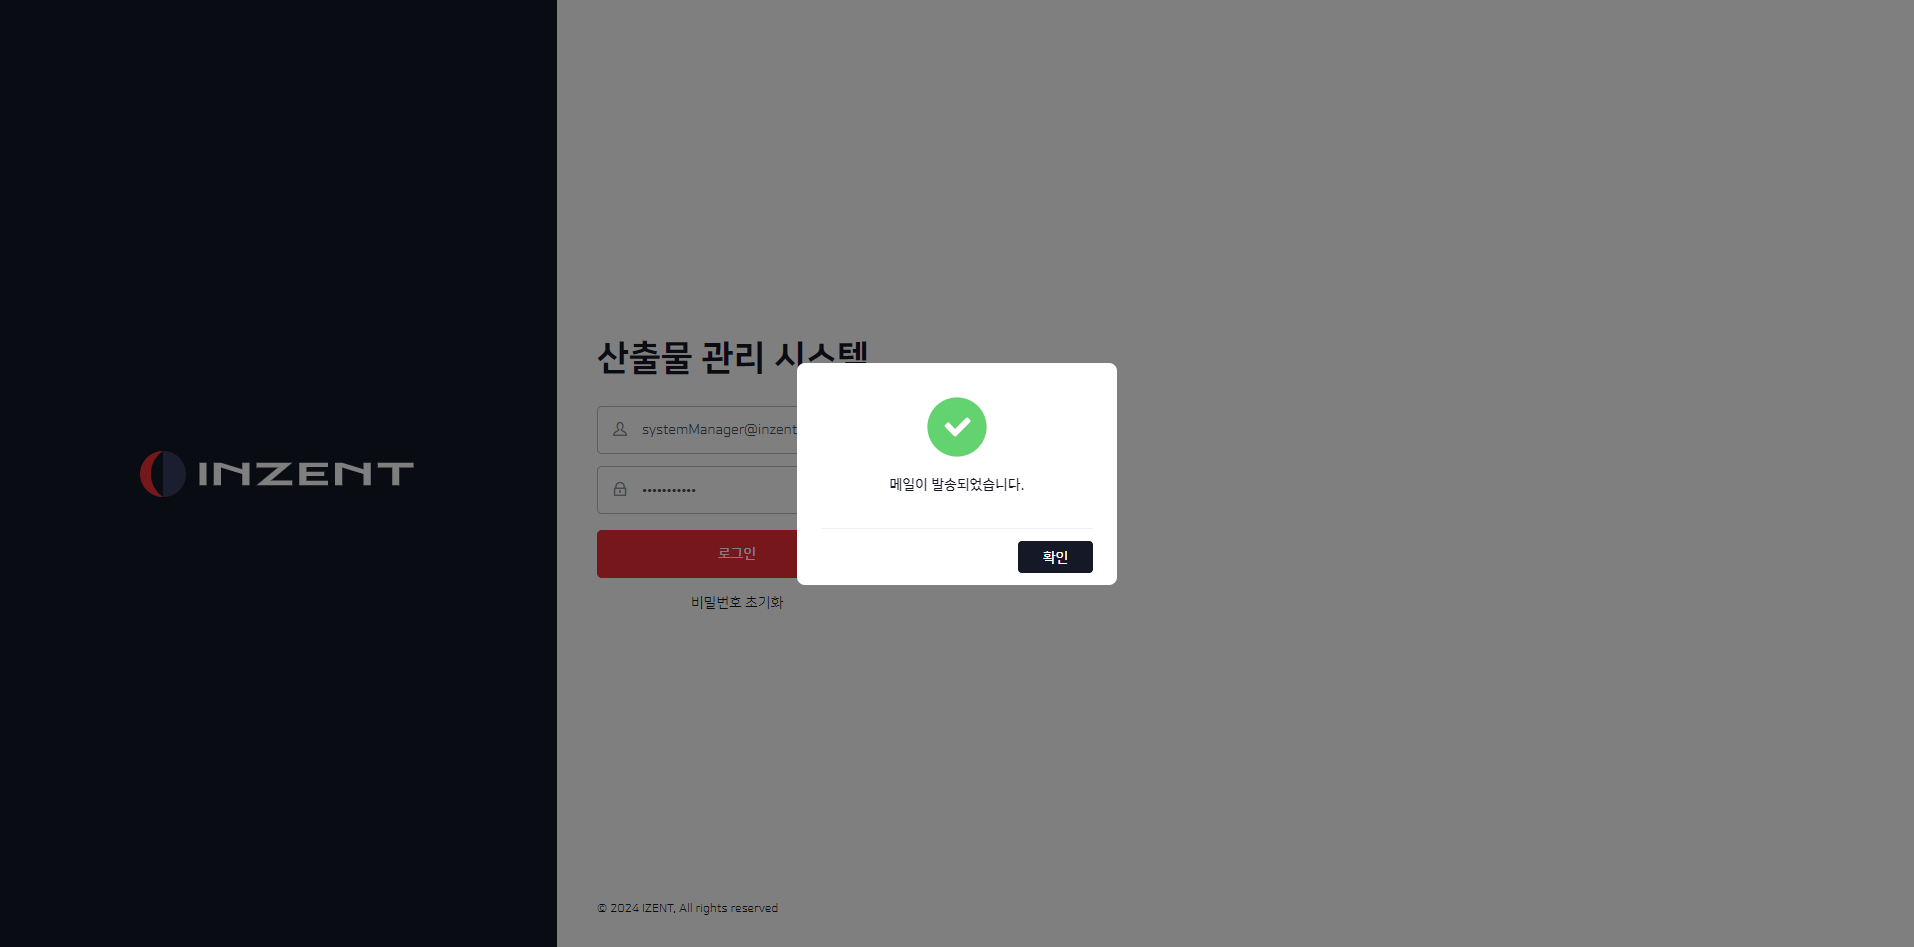 INZENT
산출물 관리 시스템
systemManager@inzent
•••••••••••
로그인
비밀번호 초기화
메일이 발송되었습니다.
확인
© 2024 IZENT, All rights reserved